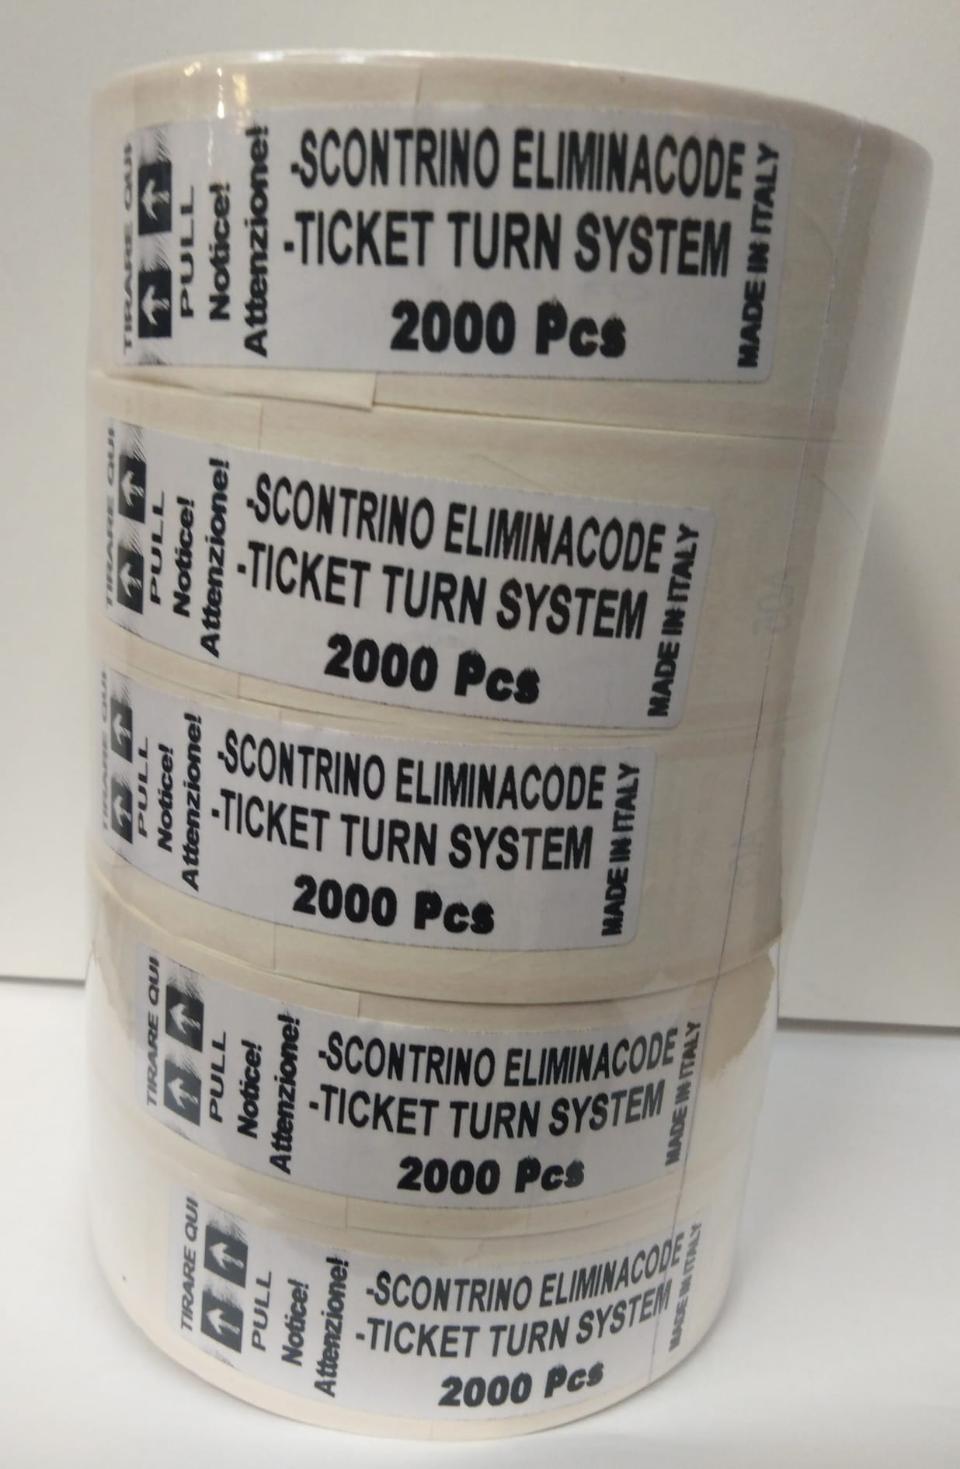 TIRARE QUI
PULL
Notice!
Attenzione!
-SCONTRINO ELIMINACODE
-TICKET TURN SYSTEM
2000 Pcs
MADE IN ITALY
TIRARE QUI
PULL
Notice!
Attenzione!
-SCONTRINO ELIMINACODE
-TICKET TURN SYSTEM
2000 Pcs
MADE IN ITALY
TIRARE QUI
PULL
Notice!
Attenzione!
-SCONTRINO ELIMINACODE
-TICKET TURN SYSTEM
2000 Pcs
MADE IN ITALY
TIRARE QUI
PULL
Notice!
Attenzione!
-SCONTRINO ELIMINACODE
-TICKET TURN SYSTEM
2000 Pcs
MADE IN ITALY
TIRARE QUI
PULL
Notice!
Attenzione!
-SCONTRINO ELIMINACODE
-TICKET TURN SYSTEM
2000 Pcs
MADE IN ITALY